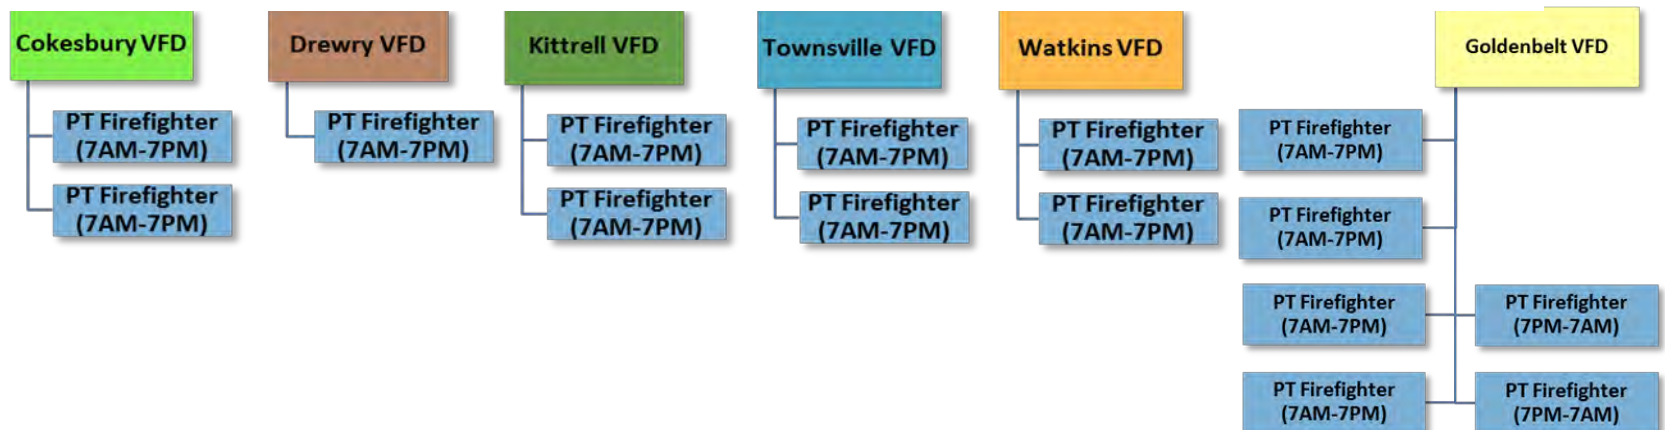 Cokesbury VFD
PT Firefighter
(7AM-7PM)
PT Firefighter
(7AM-7PM)
Drewry VFD
PT Firefighter
(7AM-7PM)
Kittrell VFD
PT Firefighter
(7AM-7PM)
PT Firefighter
(7AM-7PM)
Townsville VFD
PT Firefighter
(7AM-7PM)
PT Firefighter
(7AM-7PM)
Watkins VFD
PT Firefighter
(7AM-7PM)
PT Firefighter
(7AM-7PM)
Goldenbelt VFD
PT Firefighter
(7AM-7PM)
PT Firefighter
(7AM-7PM)
PT Firefighter
(7AM-7PM)
PT Firefighter
(7PM-7AM)
PT Firefighter
(7AM-7PM)
PT Firefighter
(7PM-7AM)